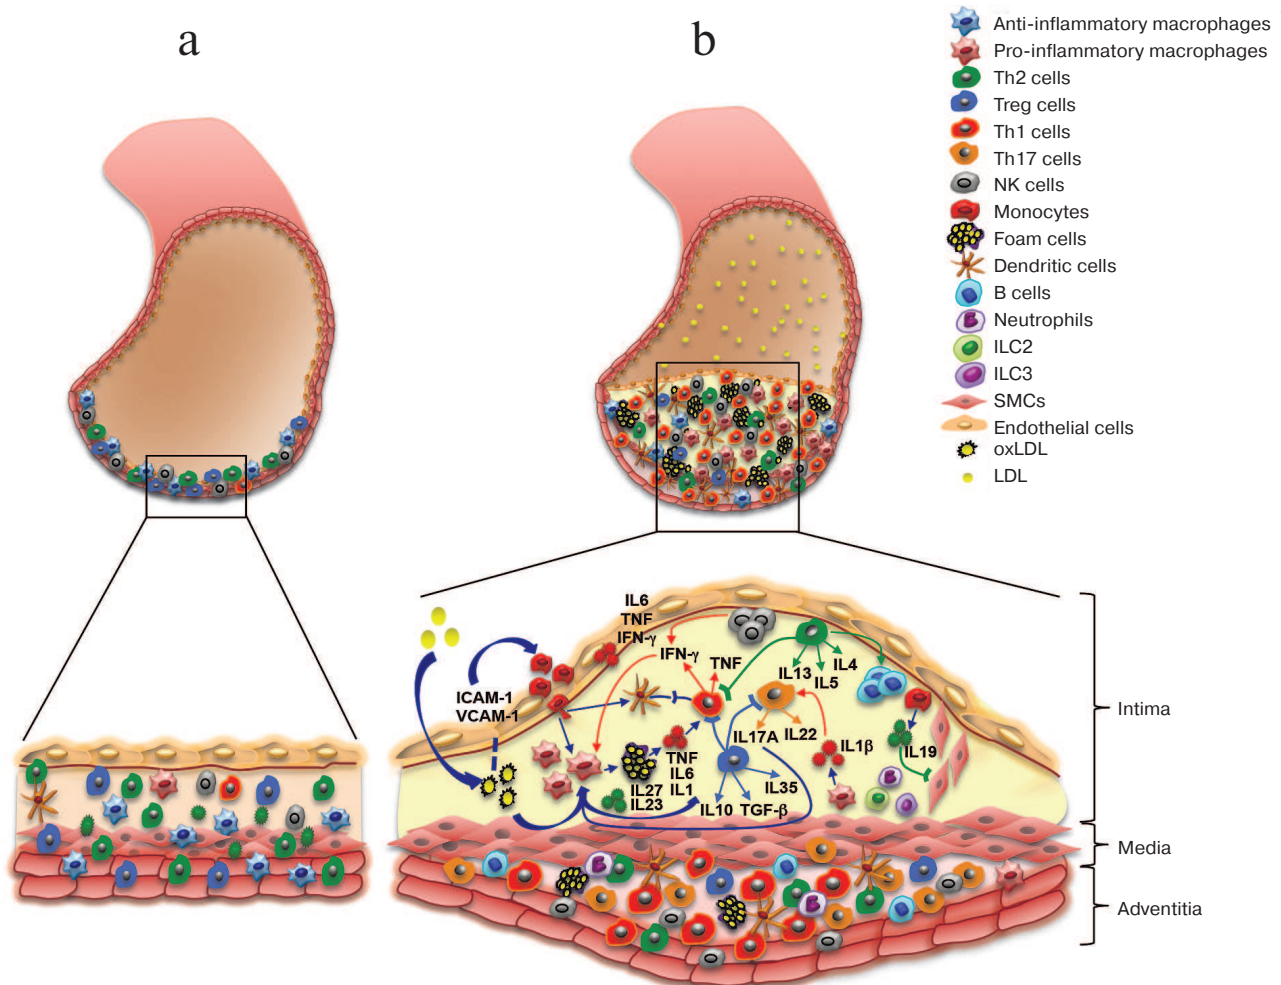 a
b
Anti-inflammatory macrophages
Pro-inflammatory macrophages
Th2 cells
Treg cells
Th1 cells
Th17 cells
NK cells
Monocytes
Foam cells
Dendritic cells
B cells
Neutrophils
ILC2
ILC3
SMCs
Endothelial cells
oxLDL
LDL
IL6
TNF
IFN-γ
IFN-γ
TNF
IL13
IL5
IL4
ICAM-1
VCAM-1
IL17A
IL22
IL1β
IL19
TNF
IL6
IL1
IL27
IL23
IL10
TGF-β
IL35
Intima
Media
Adventitia